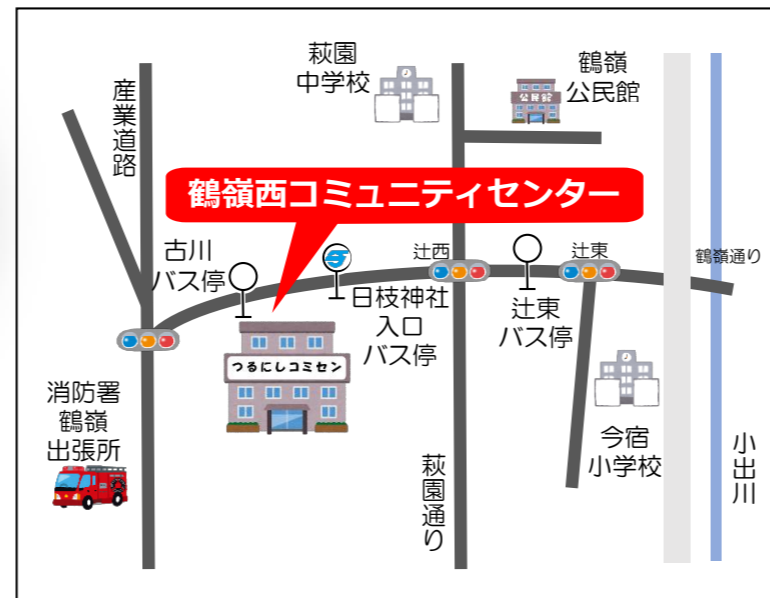 萩園
中学校
鶴嶺
公民館
公民館
産業道路
鶴嶺西コミュニティセンター
古川
バス停
日枝神社
入口
バス停
辻西
辻東
バス停
辻東
鶴嶺通り
つるにしコミセン
消防署
鶴嶺
出張所
萩園通り
今宿
小学校
小出川